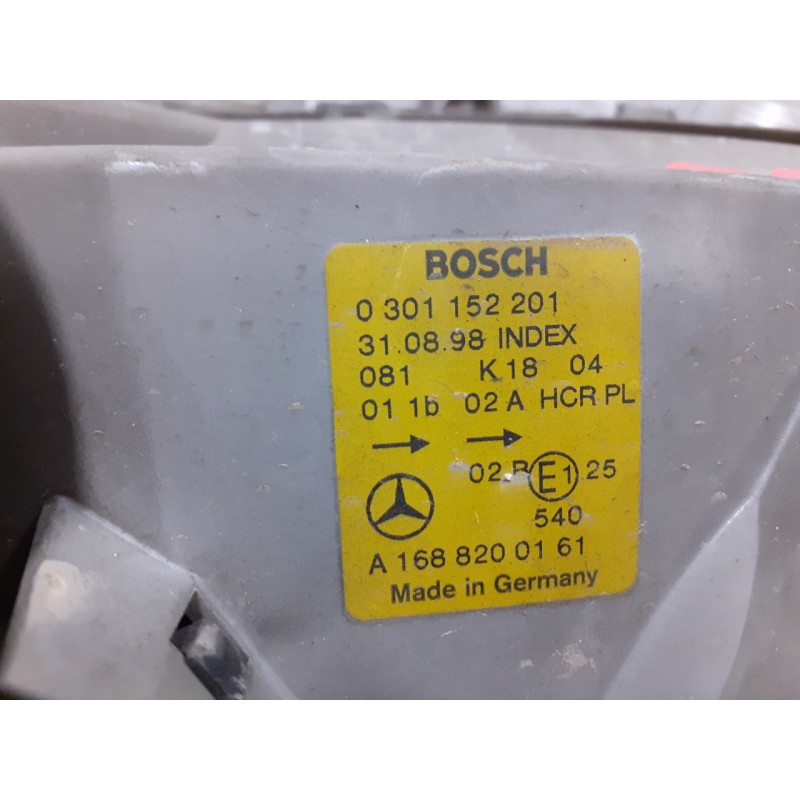 BOSCH
0 301 152 201
31.08.98 INDEX
081 K18 04
01 1b 02 A HCR PL
02 B E1 25
540
A 168 820 01 61
Made in Germany